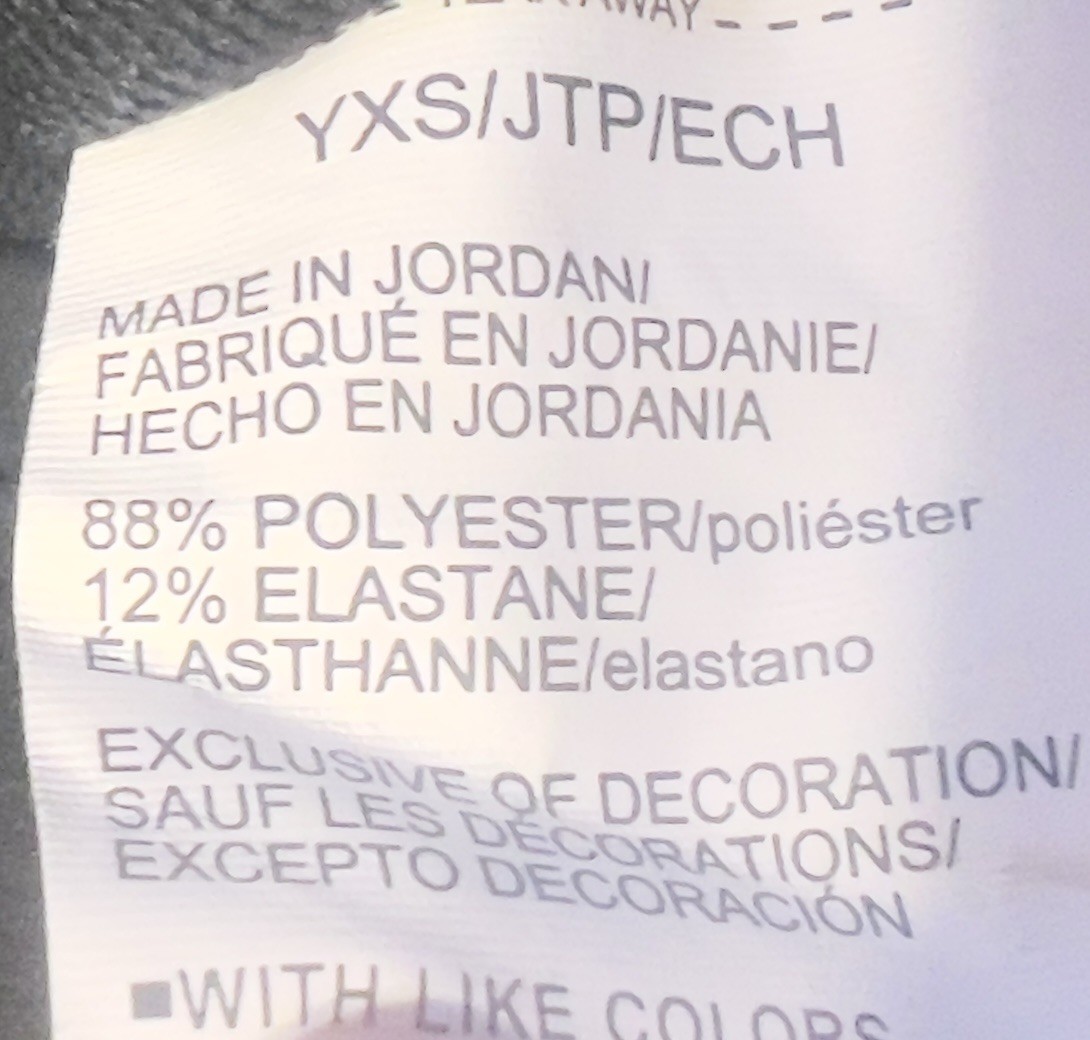 AWAY - - - -
YXS/JTP/ECH
MADE IN JORDAN/
FABRIQUÉ EN JORDANIE/
HECHO EN JORDANIA
88% POLYESTER/poliéster
12% ELASTANE/
ÉLASTHANNE/elastano
EXCLUSIVE OF DECORATION/
SAUF LES DÉCORATIONS/
EXCEPTO DECORACIÓN
■WITH LIKE COLORS